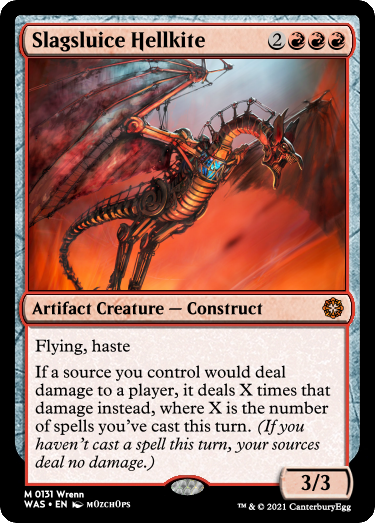 Slagsluice Hellkite 2
Artifact Creature — Construct
Flying, haste
If a source you control would deal
damage to a player, it deals X times that
damage instead, where X is the number
of spells you've cast this turn. (If you
haven't cast a spell this turn, your sources
deal no damage.)
3/3
M 0131 Wrenn
WAS • EN m0zch0ps
™ & © 2021 CanterburyEgg